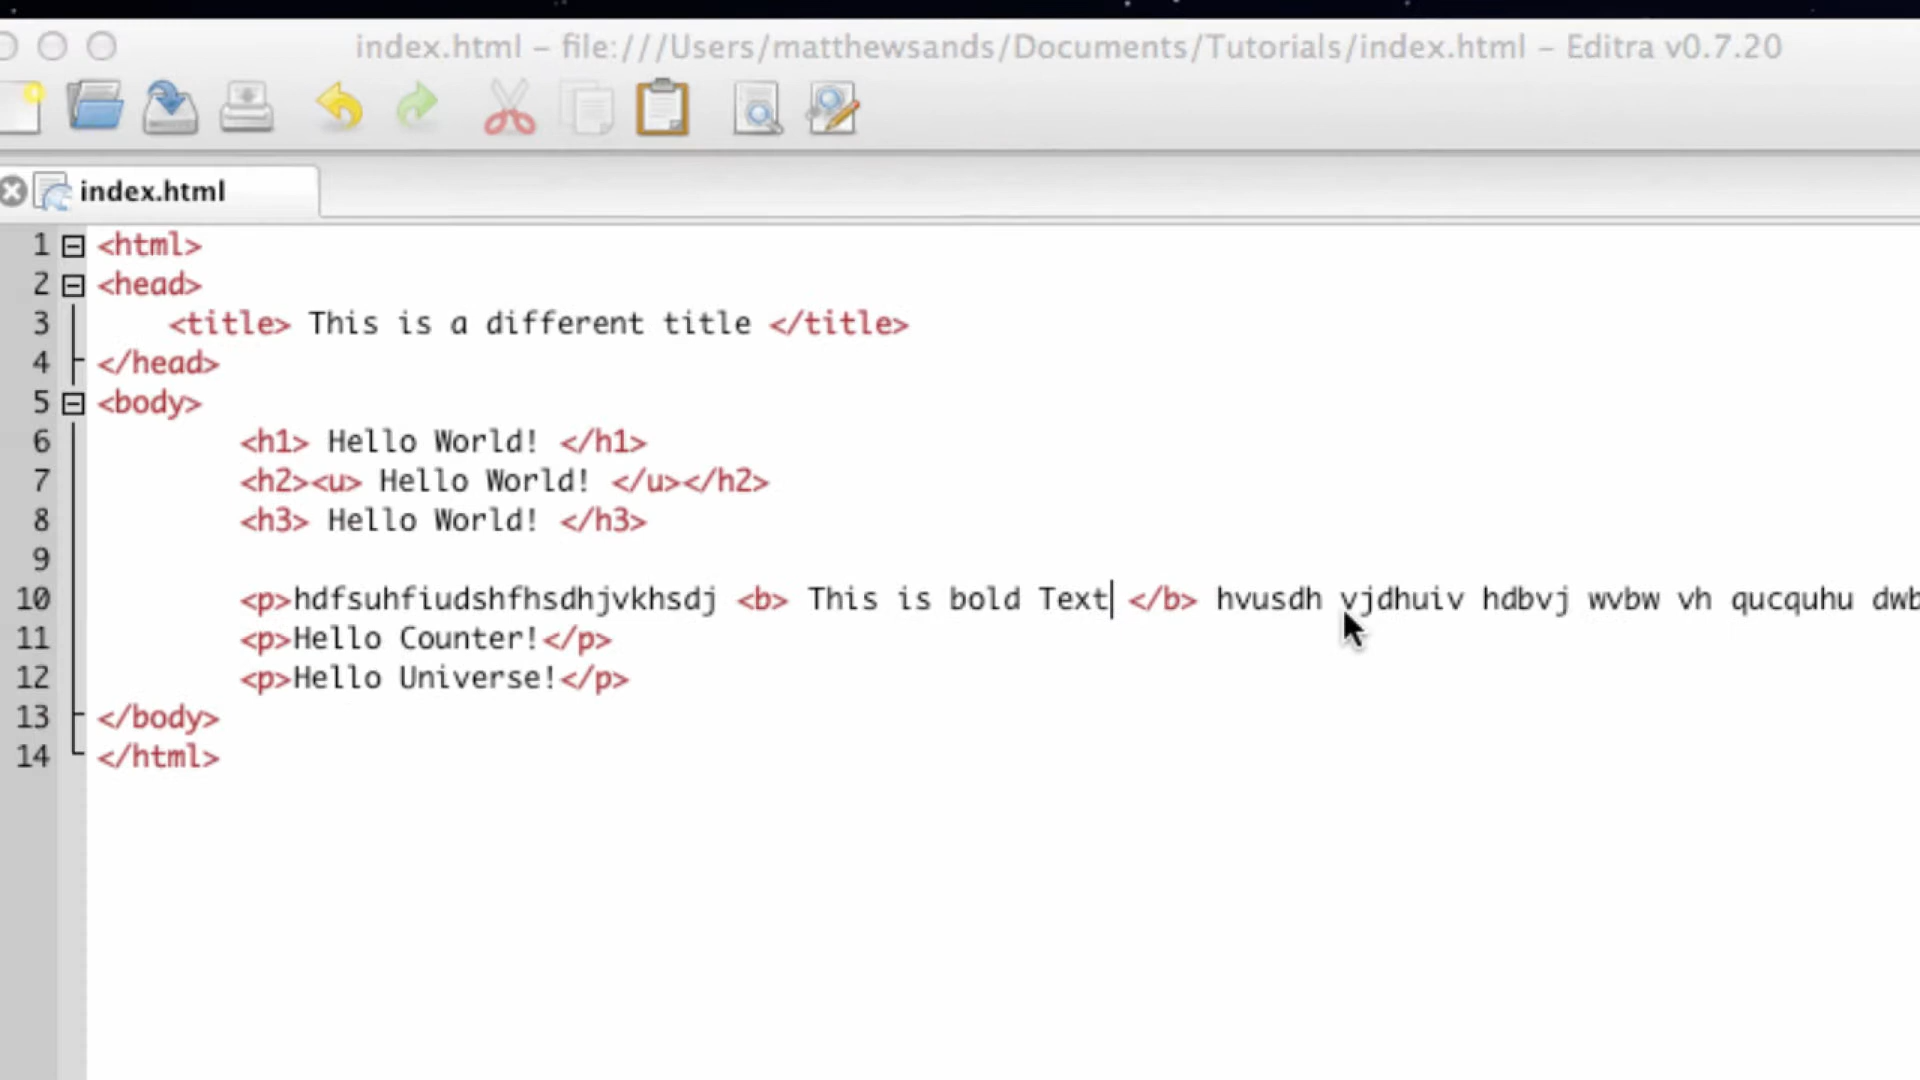 index.html – file:///Users/matthewsands/Documents/Tutorials/index.html – Editra v0.7.20
index.html
1 <html>
2 <head>
3 <title> This is a different title </title>
4 </head>
5 <body>
6 <h1> Hello World! </h1>
7 <h2><u> Hello World! </u></h2>
8 <h3> Hello World! </h3>
9
10 <p>hdfsuhfiudshfhsdhjvkhsdj <b> This is bold Text </b> hvusdh vjdhuiv hdbvj wvbw vh qucquhu dwb
11 <p>Hello Counter!</p>
12 <p>Hello Universe!</p>
13 </body>
14 </html>